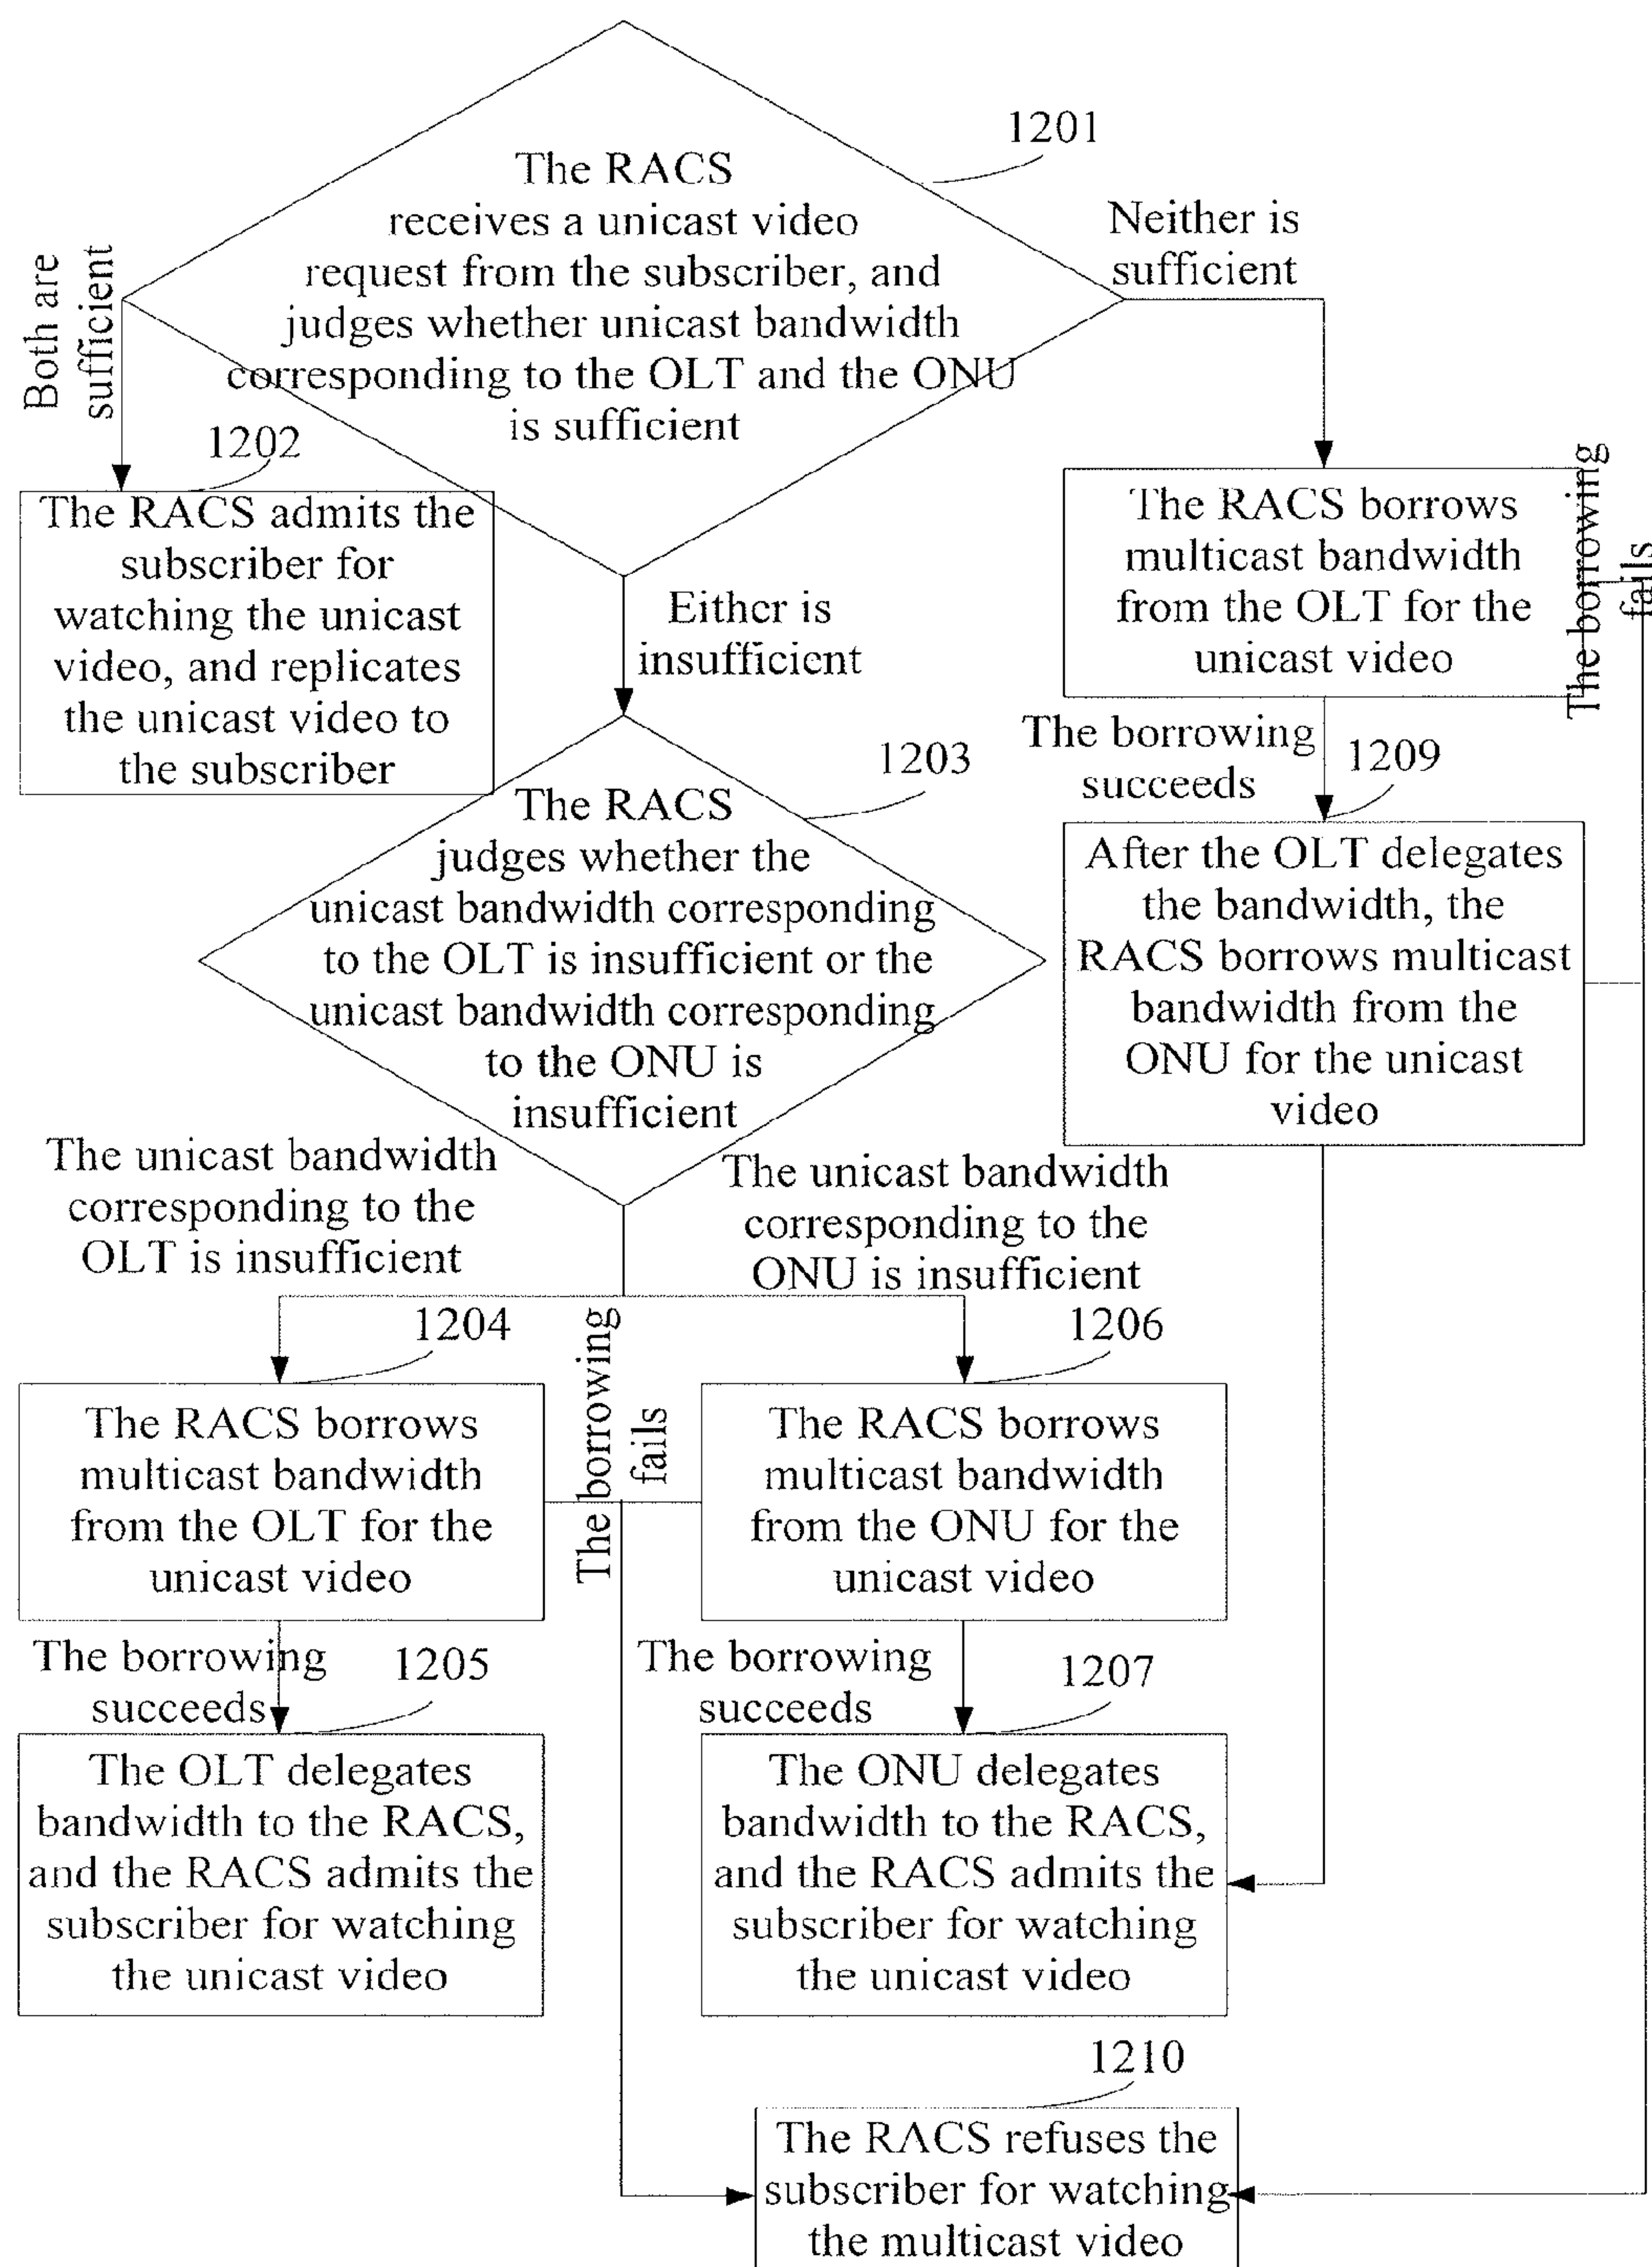 1201
The RACS
receives a unicast video
request from the subscriber, and
judges whether unicast bandwidth
corresponding to the OLT and the ONU
is sufficient
Both are
sufficient
Neither is
sufficient
1202
The RACS admits the
subscriber for
watching the unicast
video, and replicates
the unicast video to
the subscriber
Either is
insufficient
The RACS borrows
multicast bandwidth
from the OLT for the
unicast video
The borrowing
fails
The borrowing
succeeds
1203
The RACS
judges whether the
unicast bandwidth corresponding
to the OLT is insufficient or the
unicast bandwidth corresponding
to the ONU is
insufficient
1209
After the OLT delegates
the bandwidth, the
RACS borrows multicast
bandwidth from the
ONU for the unicast
video
The unicast bandwidth
corresponding to the
OLT is insufficient
The unicast bandwidth
corresponding to the
ONU is insufficient
1204
The RACS borrows
multicast bandwidth
from the OLT for the
unicast video
The borrowing
fails
1206
The RACS borrows
multicast bandwidth
from the ONU for the
unicast video
The borrowing
succeeds
1205
The OLT delegates
bandwidth to the RACS,
and the RACS admits the
subscriber for watching
the unicast video
The borrowing
succeeds
1207
The ONU delegates
bandwidth to the RACS,
and the RACS admits the
subscriber for watching
the unicast video
1210
The RACS refuses the
subscriber for watching
the multicast video